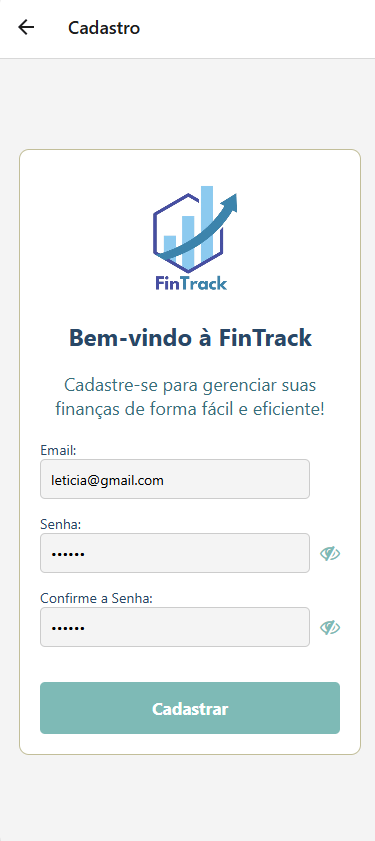 Cadastro
FinTrack
Bem-vindo à FinTrack
Cadastre-se para gerenciar suas
finanças de forma fácil e eficiente!
Email:
leticia@gmail.com
Senha:
••••••
Confirme a Senha:
••••••
Cadastrar